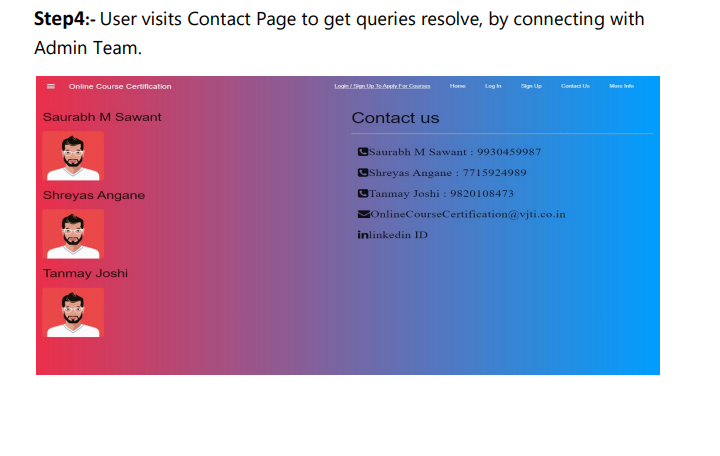 Step4:- User visits Contact Page to get queries resolve, by connecting with
Admin Team.
Online Course Certification
Login / Sign Up To Apply For Courses Home Log In Sign Up Contact Us More Info
Saurabh M Sawant
Shreyas Angane
Tanmay Joshi
Contact us
Saurabh M Sawant : 9930459987
Shreyas Angane : 7715924989
Tanmay Joshi : 9820108473
OnlineCourseCertification@vjti.co.in
linkedin ID